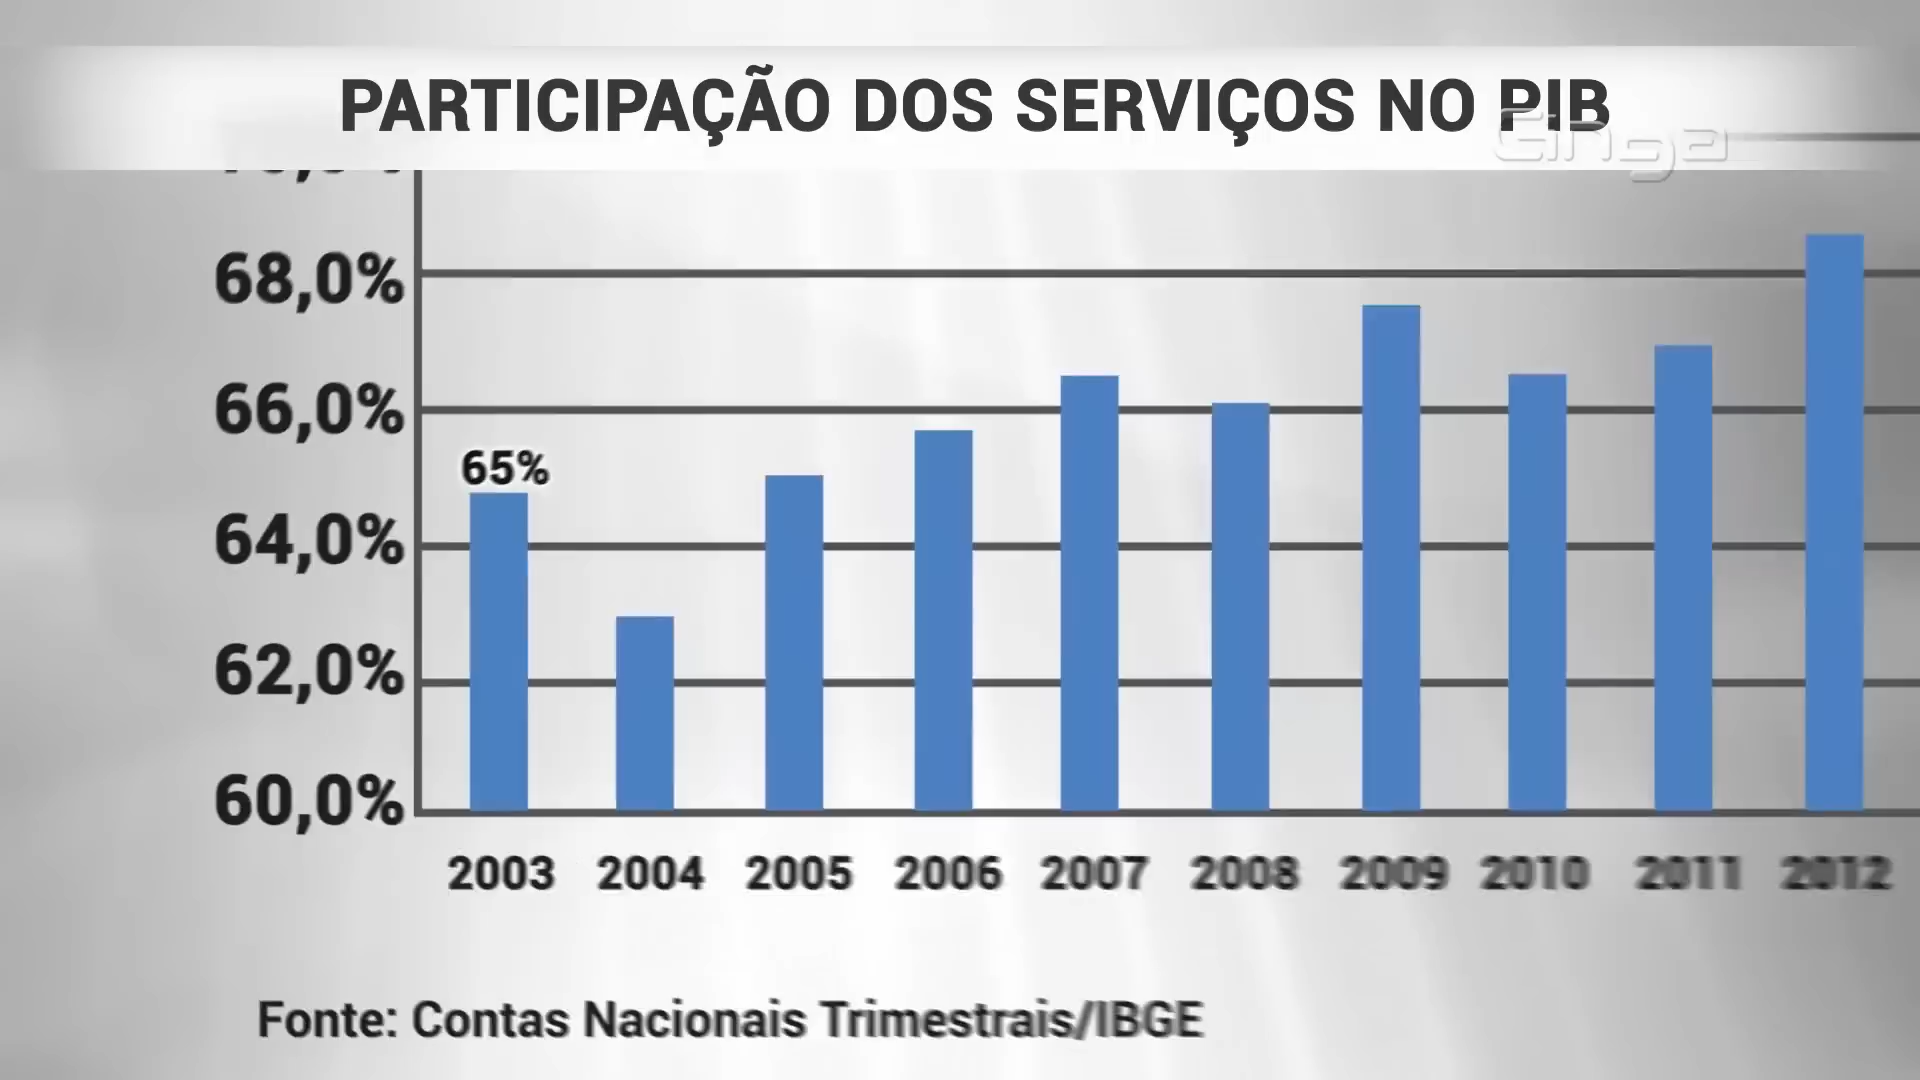 PARTICIPAÇÃO DOS SERVIÇOS NO PIB
Ginga
68,0%
66,0%
65%
64,0%
62,0%
60,0%
2003 2004 2005 2006 2007 2008 2009 2010 2011 2012
Fonte: Contas Nacionais Trimestrais/IBGE